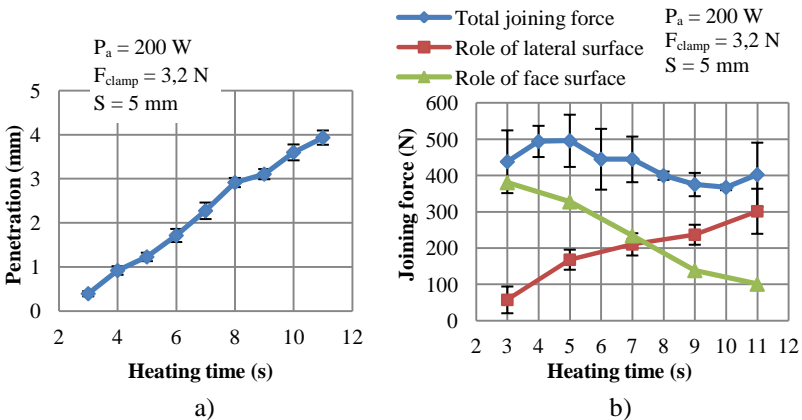 Pa = 200 W
Fclamp = 3,2 N
S = 5 mm
Penetration (mm)
5
4
3
2
1
0
2 4 6 8 10 12
Heating time (s)
a)
Total joining force
Role of lateral surface
Role of face surface
Pa = 200 W
Fclamp = 3,2 N
S = 5 mm
Joining force (N)
600
500
400
300
200
100
0
2 3 4 5 6 7 8 9 10 11 12
Heating time (s)
b)